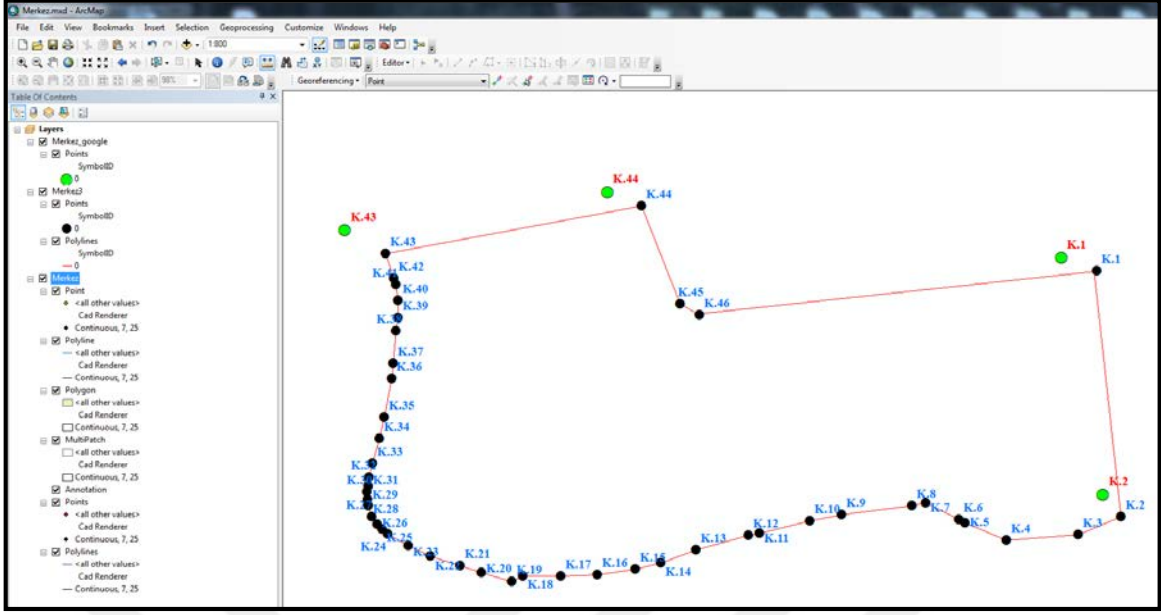 Merkez.mxd - ArcMap
File Edit View Bookmarks Insert Selection Geoprocessing Customize Windows Help
1:800
Editor
98%
Georeferencing Point
Table Of Contents
Layers
Merkez_google
Points
SymbolID
0
Merkez3
Points
SymbolID
0
Polylines
SymbolID
0
Merkez
Point
<all other values>
Cad Renderer
Continuous, 7, 25
Polyline
<all other values>
Cad Renderer
Continuous, 7, 25
Polygon
<all other values>
Cad Renderer
Continuous, 7, 25
MultiPatch
<all other values>
Cad Renderer
Continuous, 7, 25
Annotation
Points
<all other values>
Cad Renderer
Continuous, 7, 25
Polylines
<all other values>
Cad Renderer
Continuous, 7, 25
K.44
K.44
K.43
K.43
K.1
K.1
K.42
K.41
K.40
K.39
K.38
K.45
K.46
K.37
K.36
K.35
K.34
K.33
K.31
K.29
K.28
K.26
K.25
K.24
K.23
K.21
K.20
K.19
K.18
K.17
K.16
K.15
K.14
K.13
K.12
K.11
K.10
K.9
K.8
K.7
K.6
K.5
K.4
K.3
K.2
K.2